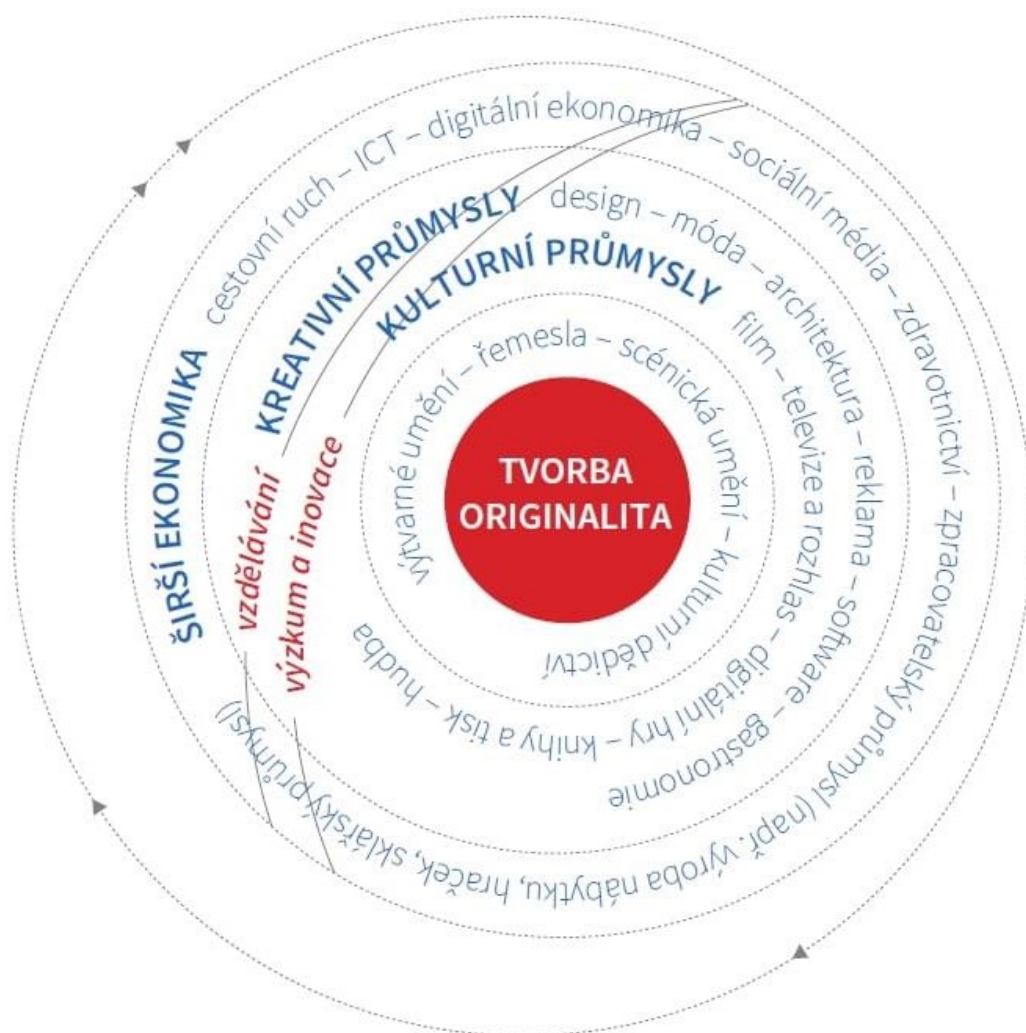 ŠIRŠÍ EKONOMIKA
cestovní ruch – ICT – digitální ekonomika – sociální média – zdravotnictví – zpracovatelský průmysl (např. výroba nábytku, hraček, sklářský průmysl)
KREATIVNÍ PRŮMYSLY
design – móda – architektura – reklama – software – gastronomie
KULTURNÍ PRŮMYSLY
film – televize a rozhlas – digitální hry – knihy a tisk – hudba
výtvarné umění – řemesla – scénická umění – kulturní dědictví
TVORBA
ORIGINALITA
vzdělávání
výzkum a inovace